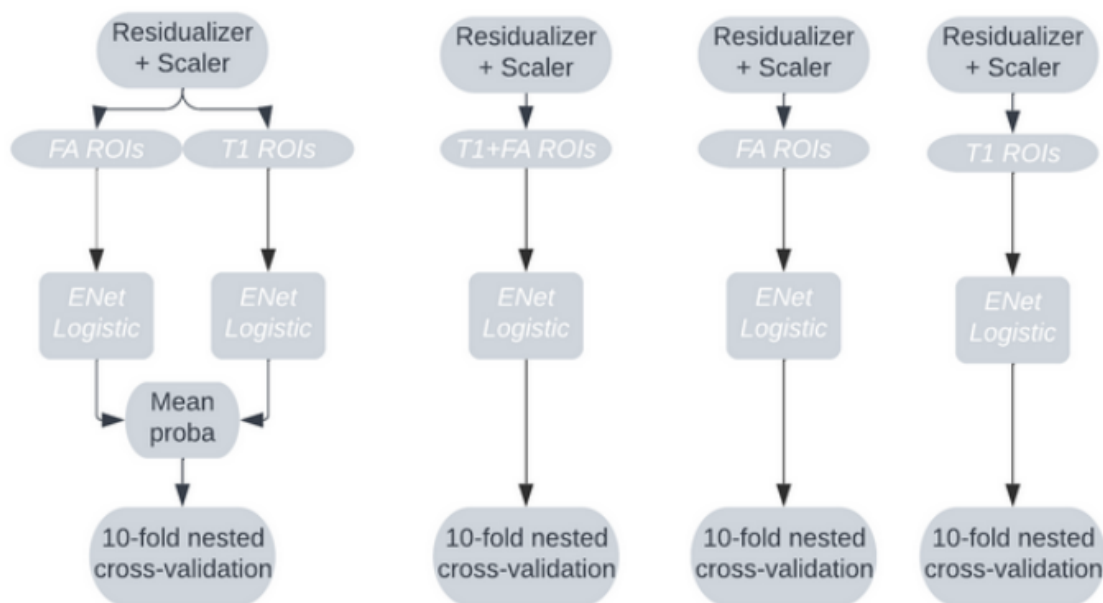 Residualizer
+ Scaler
FA ROIs
T1 ROIs
ENet
Logistic
ENet
Logistic
Mean
proba
10-fold nested
cross-validation
Residualizer
+ Scaler
T1+FA ROIs
ENet
Logistic
10-fold nested
cross-validation
Residualizer
+ Scaler
FA ROIs
ENet
Logistic
10-fold nested
cross-validation
Residualizer
+ Scaler
T1 ROIs
ENet
Logistic
10-fold nested
cross-validation